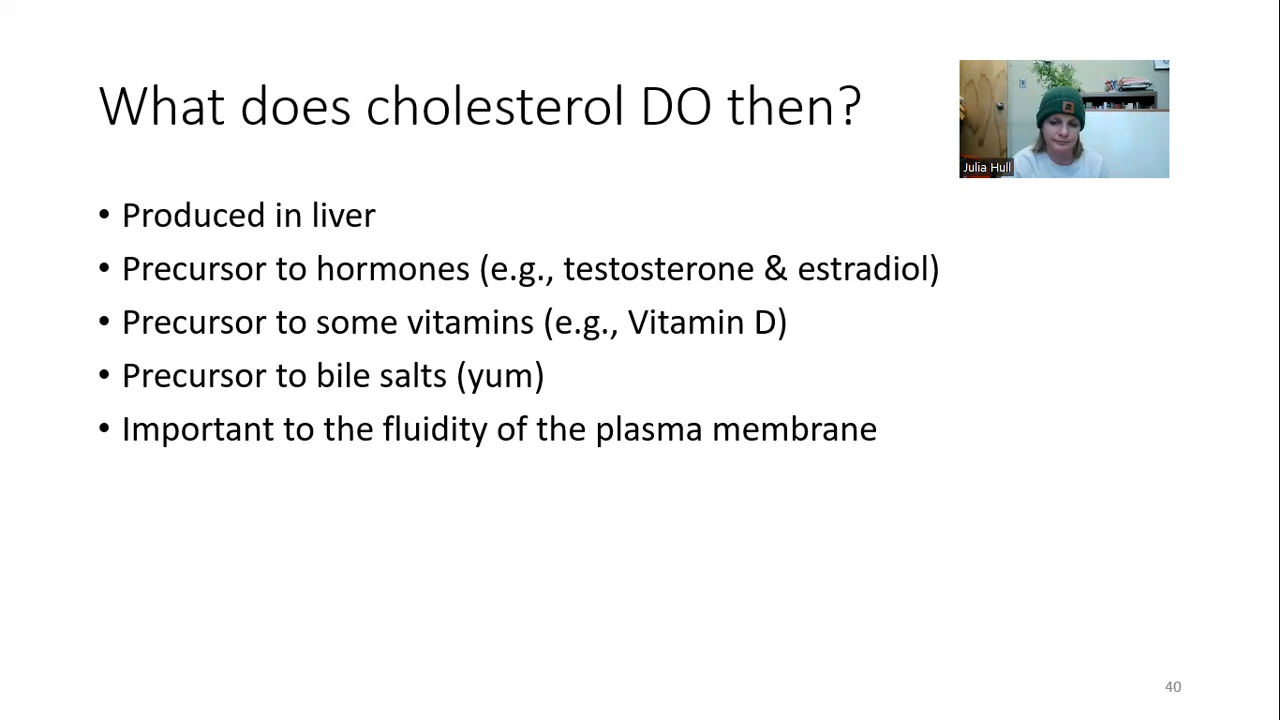 What does cholesterol DO then?
Julia Hull
• Produced in liver
• Precursor to hormones (e.g., testosterone & estradiol)
• Precursor to some vitamins (e.g., Vitamin D)
• Precursor to bile salts (yum)
• Important to the fluidity of the plasma membrane
40